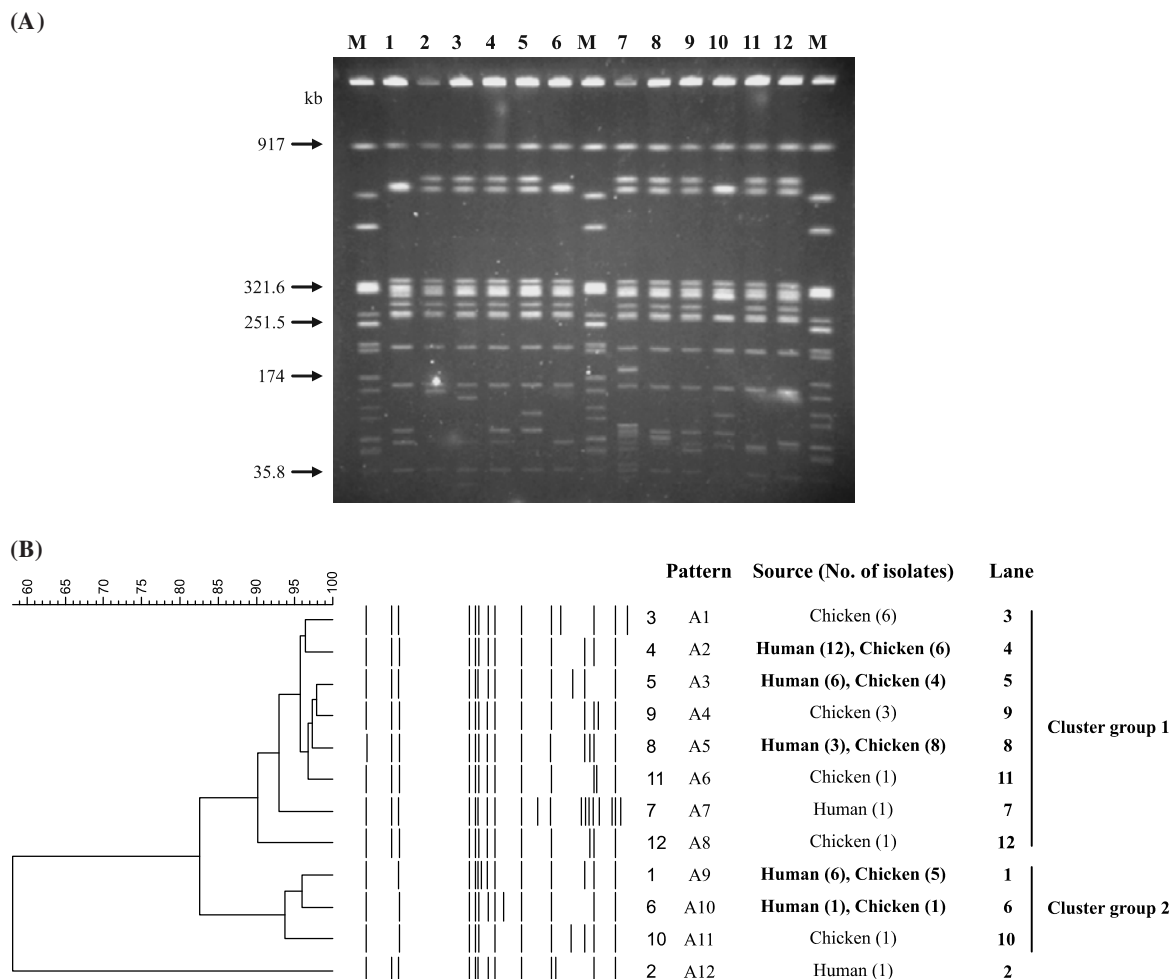 (A)
M 1 2 3 4 5 6 M 7 8 9 10 11 12 M
kb
917
321.6
251.5
174
35.8
(B)
60 65 70 75 80 85 90 95 100
Pattern Source (No. of isolates) Lane
3 A1 Chicken (6) 3
4 A2 Human (12), Chicken (6) 4
5 A3 Human (6), Chicken (4) 5
9 A4 Chicken (3) 9
Cluster group 1
8 A5 Human (3), Chicken (8) 8
11 A6 Chicken (1) 11
7 A7 Human (1) 7
12 A8 Chicken (1) 12
1 A9 Human (6), Chicken (5) 1
6 A10 Human (1), Chicken (1) 6
Cluster group 2
10 A11 Chicken (1) 10
2 A12 Human (1) 2